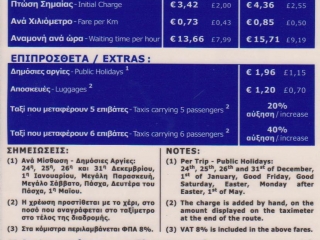 Πτώση Σημαίας - Initial Charge €3,42 £2,00 €4,36 £2,55
Ανά Χιλιόμετρο - Fare per Km €0,73 £0,43 €0,85 £0,50
Αναμονή ανά ώρα - Waiting time per hour €13,66 £7,99 €15,71 £9,19
ΕΠΙΠΡΟΣΘΕΤΑ / EXTRAS:
Δημόσιες αργίες - Public Holidays 1 € 1,96 £1,15
Αποσκευές - Luggages 2 € 1,20 £0,70
Ταξί που μεταφέρουν 5 επιβάτες - Taxis carrying 5 passengers 2 20% αύξηση / increase
Ταξί που μεταφέρουν 6 επιβάτες - Taxis carrying 6 passengers 2 40% αύξηση / increase
ΣΗΜΕΙΩΣΕΙΣ:
(1) Ανά Μίσθωση - Δημόσιες Αργίες:
24η, 25η, 26η και 31η Δεκεμβρίου,
1η Ιανουαρίου, Μεγάλη Παρασκευή,
Μεγάλο Σάββατο, Πάσχα, Δευτέρα του
Πάσχα, 1η Μαΐου.
(2) Η χρέωση προστίθεται με το χέρι, στο
ποσό που αναγράφεται στο ταξίμετρο
στο τέλος της διαδρομής.
(3) Στα κόμιστρα περιλαμβάνεται ΦΠΑ 8%.
NOTES:
(1) Per Trip - Public Holidays:
24th, 25th, 26th and 31st of December,
1st of January, Good Friday, Good
Saturday, Easter, Monday after
Easter, 1st of May.
(2) The charge is added by hand, on
the amount displayed on the taximeter
at the end of the route.
(3) VAT 8% is included in the above fares.